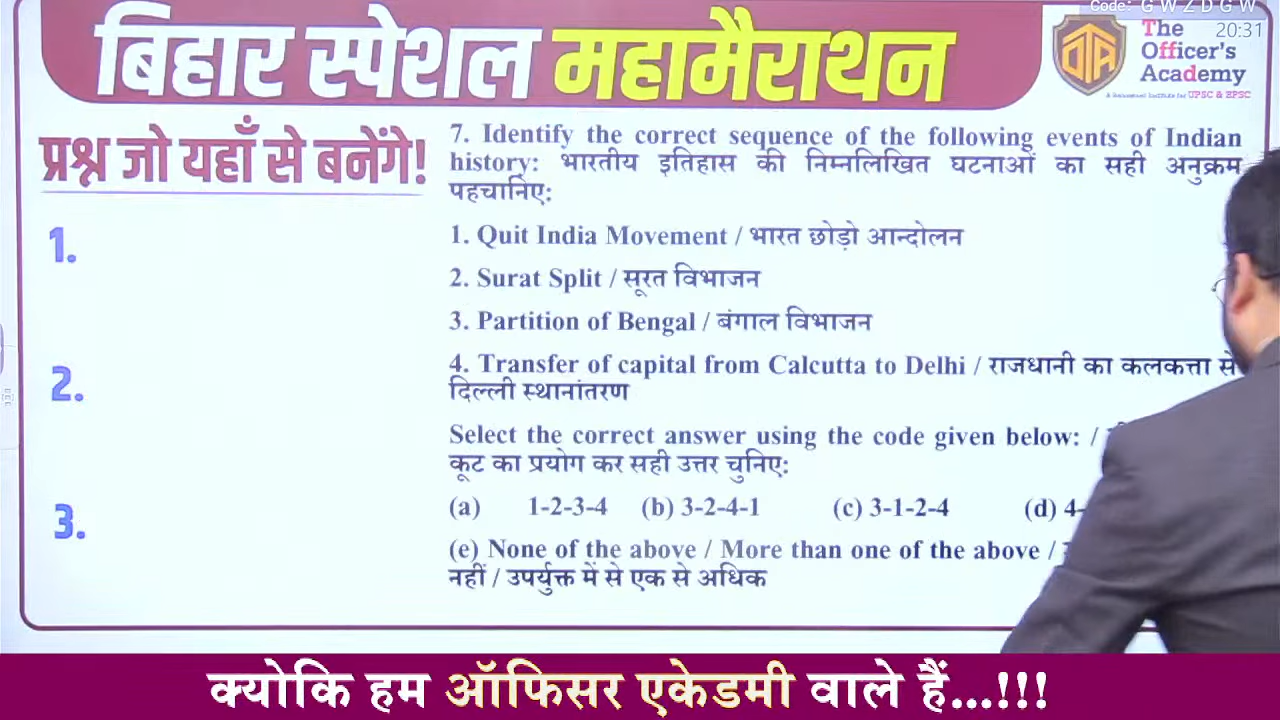 Code: G W Z D G W
20:31
बिहार स्पेशल महामैराथन
The
Officer's
Academy
UPSC & BPSC
OTA
प्रश्न जो यहाँ से बनेंगे!
1.
2.
3.
7. Identify the correct sequence of the following events of Indian
history: भारतीय इतिहास की निम्नलिखित घटनाओं का सही अनुक्रम
पहचानिए:
1. Quit India Movement / भारत छोड़ो आन्दोलन
2. Surat Split / सूरत विभाजन
3. Partition of Bengal / बंगाल विभाजन
4. Transfer of capital from Calcutta to Delhi / राजधानी का कलकत्ता से
दिल्ली स्थानांतरण
Select the correct answer using the code given below: /
कूट का प्रयोग कर सही उत्तर चुनिए:
(a) 1-2-3-4 (b) 3-2-4-1 (c) 3-1-2-4 (d) 4-
(e) None of the above / More than one of the above /
नहीं / उपर्युक्त में से एक से अधिक
क्योकि हम ऑफिसर एकेडमी वाले हैं...!!!